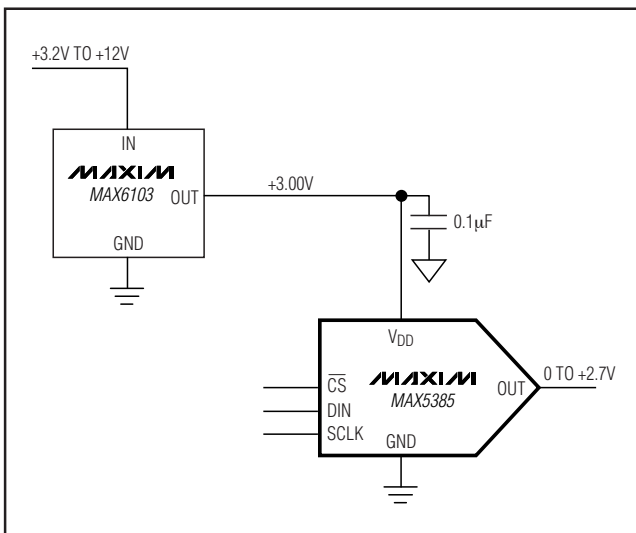 +3.2V TO +12V
IN
MAXIM
MAX6103
OUT
+3.00V
GND
0.1μF
VDD
CS
DIN
SCLK
MAXIM
MAX5385
OUT
0 TO +2.7V
GND